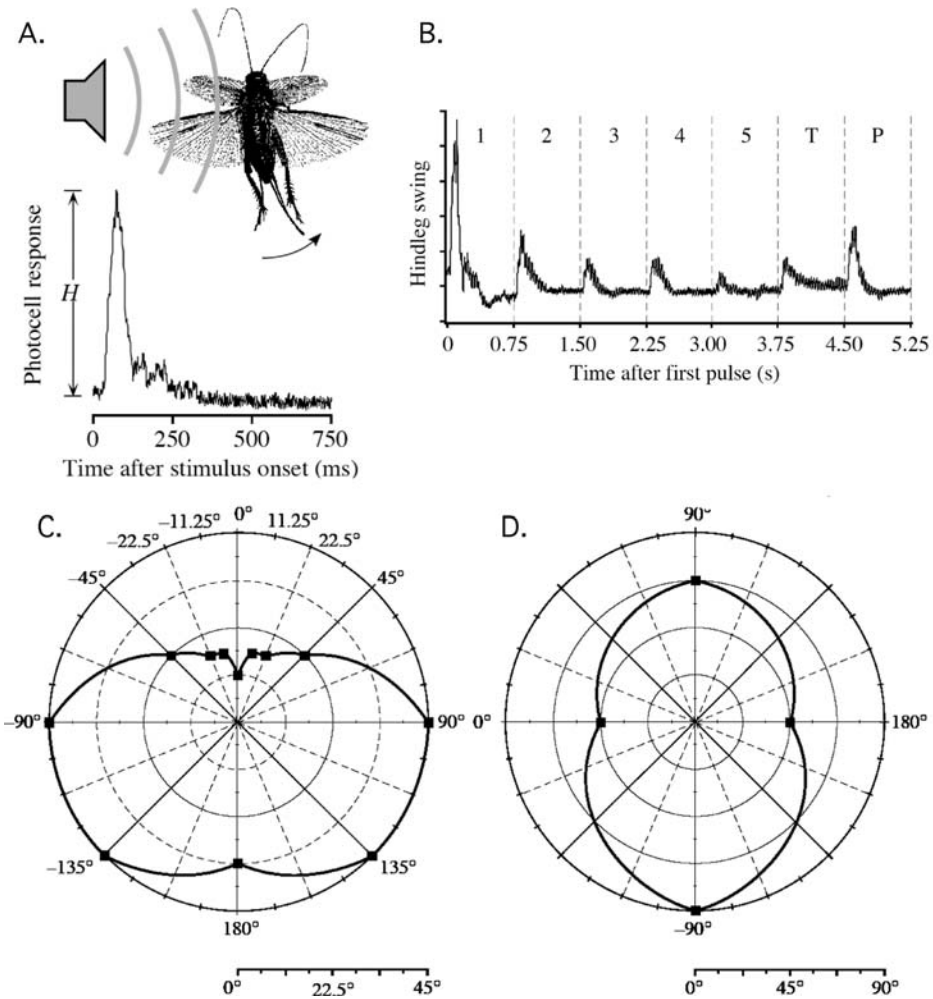 A.
H
Photocell response
0 250 500 750
Time after stimulus onset (ms)
B.
1 2 3 4 5 T P
Hindleg swing
0 0.75 1.50 2.25 3.00 3.75 4.50 5.25
Time after first pulse (s)
C.
0°
–11.25° 11.25°
–22.5° 22.5°
–45° 45°
–90° 90°
–135° 135°
180°
0° 22.5° 45°
D.
90°
0° 180°
–90°
0° 45° 90°